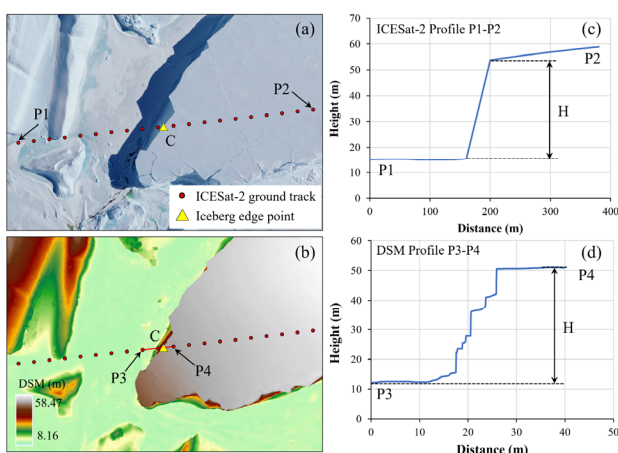 (a)
P1
P2
C
ICESat-2 ground track
Iceberg edge point
(b)
C
P3
P4
DSM (m)
58.47
8.16
ICESat-2 Profile P1-P2
(c)
70
60
50
40
30
20
10
0
Height (m)
P1
P2
H
0
100
200
300
400
Distance (m)
DSM Profile P3-P4
(d)
60
50
40
30
20
10
0
Height (m)
P3
P4
H
0
10
20
30
40
50
Distance (m)